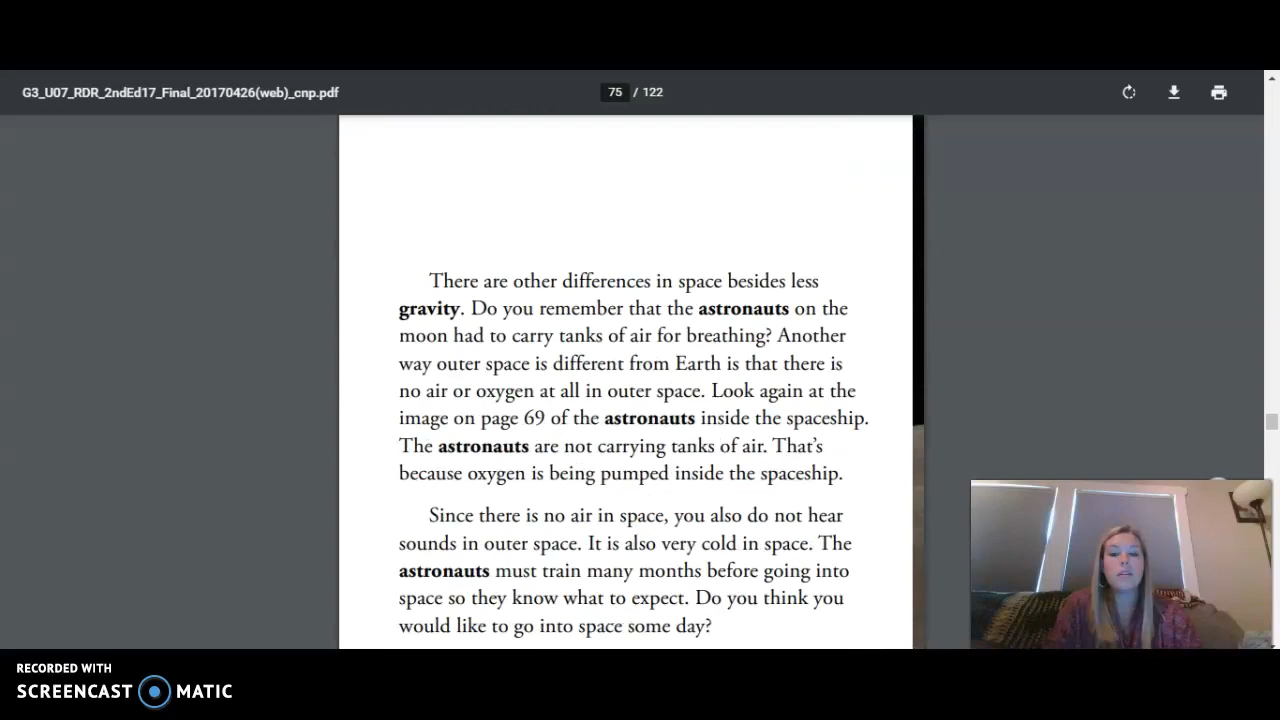 G3_U07_RDR_2ndEd17_Final_20170426(web)_cnp.pdf
75 / 122
There are other differences in space besides less
gravity. Do you remember that the astronauts on the
moon had to carry tanks of air for breathing? Another
way outer space is different from Earth is that there is
no air or oxygen at all in outer space. Look again at the
image on page 69 of the astronauts inside the spaceship.
The astronauts are not carrying tanks of air. That's
because oxygen is being pumped inside the spaceship.
Since there is no air in space, you also do not hear
sounds in outer space. It is also very cold in space. The
astronauts must train many months before going into
space so they know what to expect. Do you think you
would like to go into space some day?
RECORDED WITH
SCREENCAST MATIC